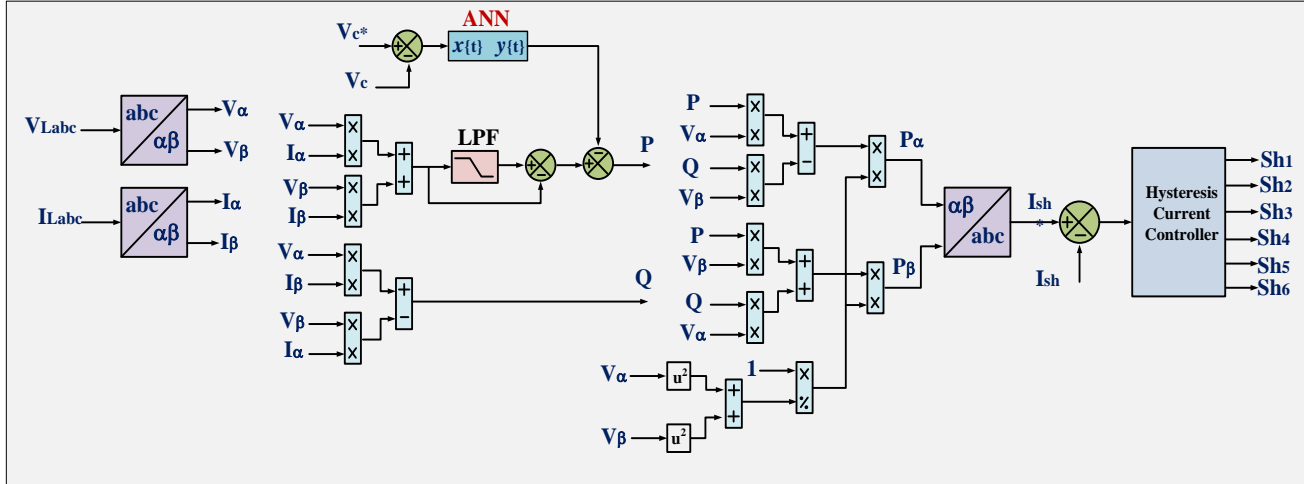 ANN
Vc*
x{t} y{t}
Vc
VLabc
abc
αβ
Vα
Vβ
ILabc
abc
αβ
Iα
Iβ
Vα
Iα
Vβ
Iβ
LPF
P
Vα
Iβ
Vβ
Iα
Q
P
Vα
Q
Vβ
P
Vβ
Q
Vα
Vα
u²
Vβ
u²
1
Pα
Pβ
αβ
abc
Ish
*
Ish
Hysteresis
Current
Controller
Sh1
Sh2
Sh3
Sh4
Sh5
Sh6